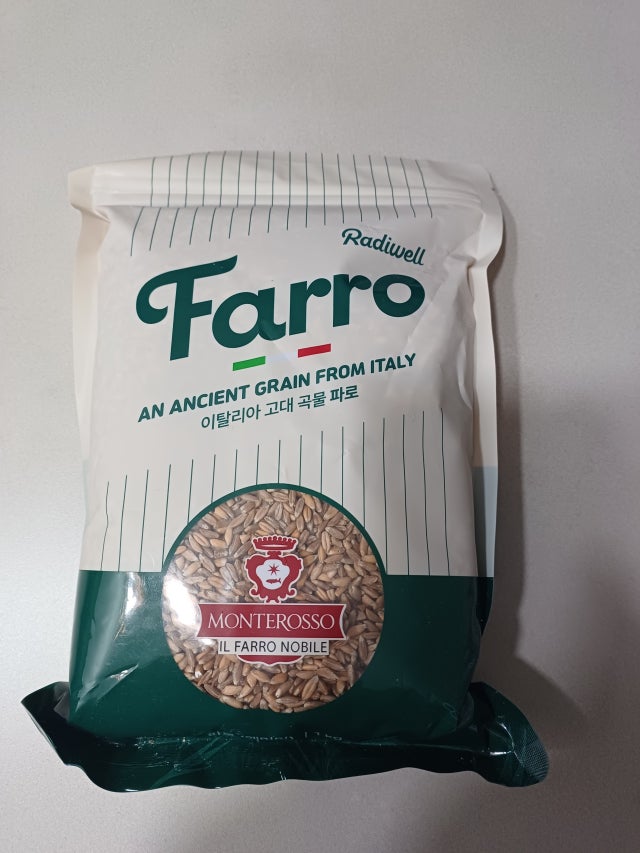 Radiwell
Farro
AN ANCIENT GRAIN FROM ITALY
이탈리아 고대 곡물 파로
MONTEROSSO
IL FARRO NOBILE